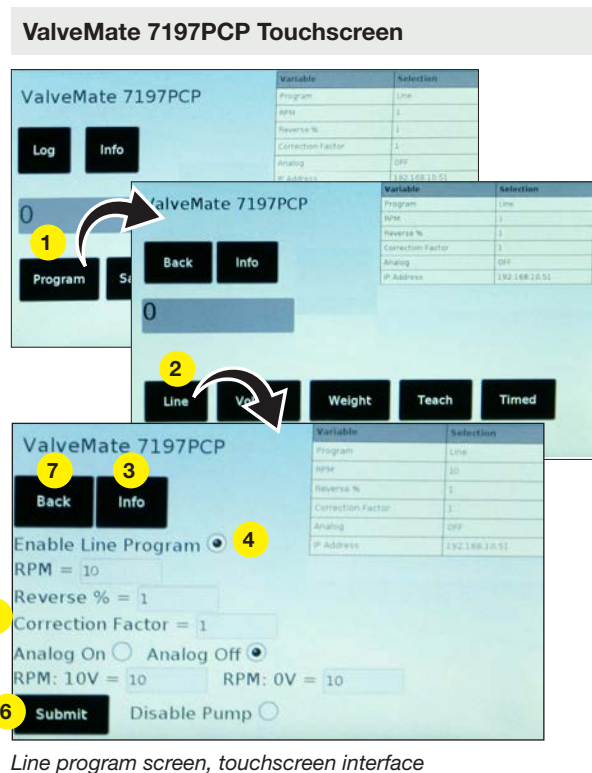 ValveMate 7197PCP Touchscreen
ValveMate 7197PCP
Variable Selection
Program Line
RPM 1
Reverse % 1
Correction Factor 1
Analog OFF
IP Address 192.168.10.51
Log Info
0
1
Program
ValveMate 7197PCP
Variable Selection
Program Line
RPM 1
Reverse % 1
Correction Factor 1
Analog OFF
IP Address 192.168.10.51
Back Info
0
2
Line Weight Teach Timed
ValveMate 7197PCP
Variable Selection
Program Line
RPM 10
Reverse % 1
Correction Factor 1
Analog OFF
IP Address 192.168.10.51
7 3
Back Info
Enable Line Program 4
RPM = 10
Reverse % = 1
Correction Factor = 1
Analog On Analog Off
RPM: 10V = 10 RPM: 0V = 10
6 Submit Disable Pump
Line program screen, touchscreen interface